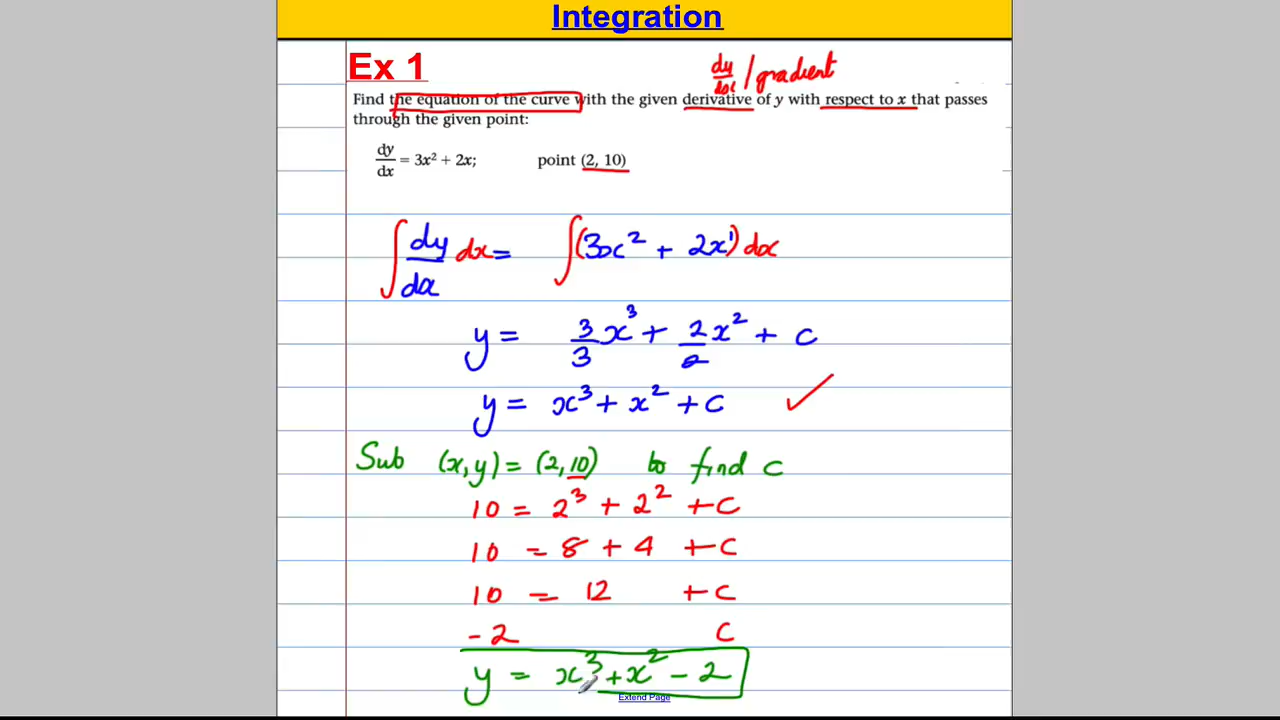 Integration
Ex 1
dy/dx / gradient
Find the equation of the curve with the given derivative of y with respect to x that passes
through the given point:
dy/dx = 3x² + 2x; point (2, 10)
∫ dy/dx dx = ∫(3x² + 2x¹) dx
y = 3/3 x³ + 2/2 x² + c
y = x³ + x² + c ✓
Sub (x, y) = (2, 10) to find c
10 = 2³ + 2² + c
10 = 8 + 4 + c
10 = 12 + c
-2 c
y = x³ + x² - 2
Extend Page